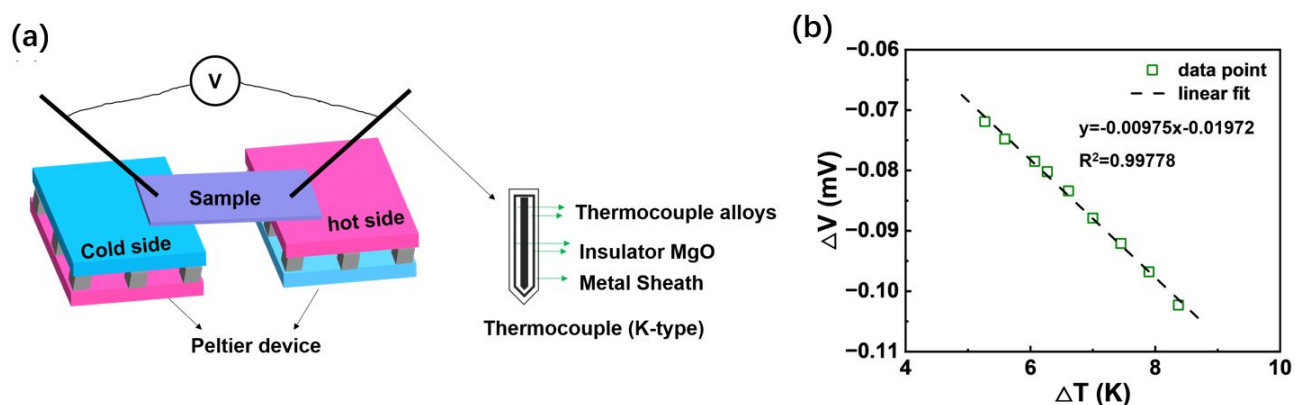 (a)
V
Sample
Cold side
hot side
Peltier device
Thermocouple alloys
Insulator MgO
Metal Sheath
Thermocouple (K-type)
(b)
−0.06
−0.07
−0.08
−0.09
−0.10
−0.11
△V (mV)
data point
linear fit
y=-0.00975x-0.01972
R²=0.99778
4
6
8
10
△T (K)